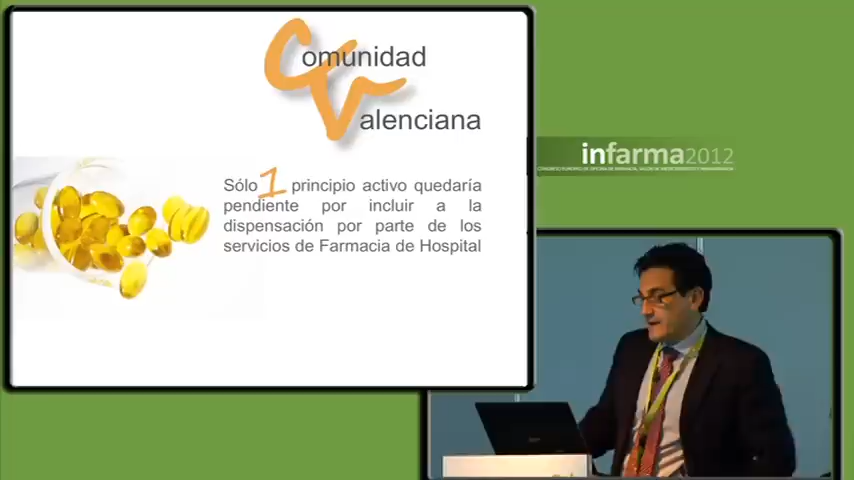 Comunidad
Valenciana
Sólo 1 principio activo quedaría
pendiente por incluir a la
dispensación por parte de los
servicios de Farmacia de Hospital
infarma2012